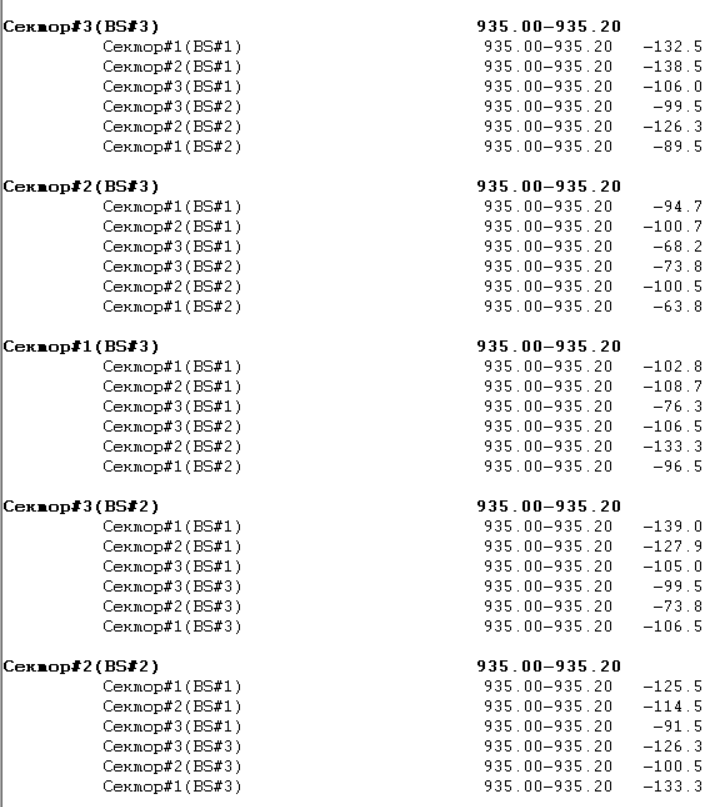 Сектор#3(BS#3) 935.00-935.20
Сектор#1(BS#1) 935.00-935.20 -132.5
Сектор#2(BS#1) 935.00-935.20 -138.5
Сектор#3(BS#1) 935.00-935.20 -106.0
Сектор#3(BS#2) 935.00-935.20 -99.5
Сектор#2(BS#2) 935.00-935.20 -126.3
Сектор#1(BS#2) 935.00-935.20 -89.5
Сектор#2(BS#3) 935.00-935.20
Сектор#1(BS#1) 935.00-935.20 -94.7
Сектор#2(BS#1) 935.00-935.20 -100.7
Сектор#3(BS#1) 935.00-935.20 -68.2
Сектор#3(BS#2) 935.00-935.20 -73.8
Сектор#2(BS#2) 935.00-935.20 -100.5
Сектор#1(BS#2) 935.00-935.20 -63.8
Сектор#1(BS#3) 935.00-935.20
Сектор#1(BS#1) 935.00-935.20 -102.8
Сектор#2(BS#1) 935.00-935.20 -108.7
Сектор#3(BS#1) 935.00-935.20 -76.3
Сектор#3(BS#2) 935.00-935.20 -106.5
Сектор#2(BS#2) 935.00-935.20 -133.3
Сектор#1(BS#2) 935.00-935.20 -96.5
Сектор#3(BS#2) 935.00-935.20
Сектор#1(BS#1) 935.00-935.20 -139.0
Сектор#2(BS#1) 935.00-935.20 -127.9
Сектор#3(BS#1) 935.00-935.20 -105.0
Сектор#3(BS#3) 935.00-935.20 -99.5
Сектор#2(BS#3) 935.00-935.20 -73.8
Сектор#1(BS#3) 935.00-935.20 -106.5
Сектор#2(BS#2) 935.00-935.20
Сектор#1(BS#1) 935.00-935.20 -125.5
Сектор#2(BS#1) 935.00-935.20 -114.5
Сектор#3(BS#1) 935.00-935.20 -91.5
Сектор#3(BS#3) 935.00-935.20 -126.3
Сектор#2(BS#3) 935.00-935.20 -100.5
Сектор#1(BS#3) 935.00-935.20 -133.3